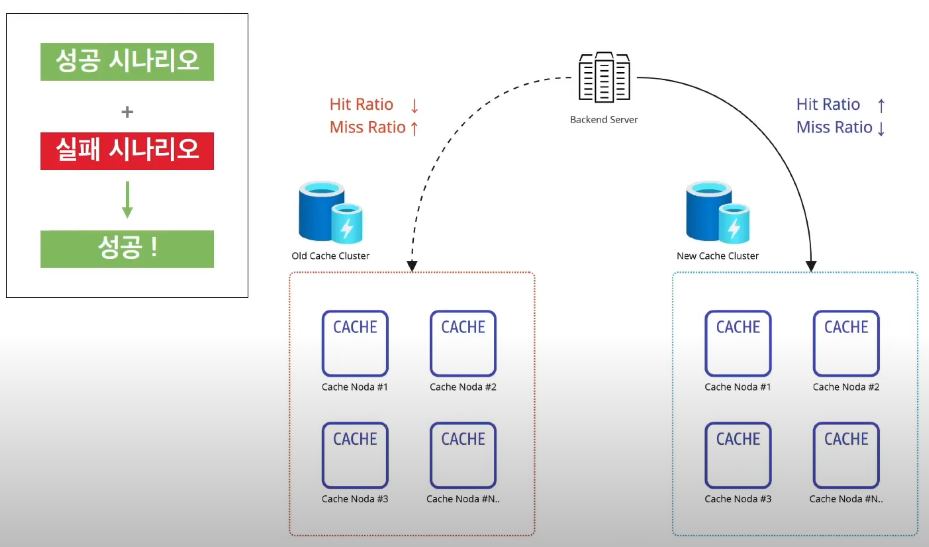 성공 시나리오
+
실패 시나리오
성공 !
Backend Server
Hit Ratio ↓
Miss Ratio ↑
Hit Ratio ↑
Miss Ratio ↓
Old Cache Cluster
CACHE
Cache Noda #1
CACHE
Cache Noda #2
CACHE
Cache Noda #3
CACHE
Cache Noda #N..
New Cache Cluster
CACHE
Cache Noda #1
CACHE
Cache Noda #2
CACHE
Cache Noda #3
CACHE
Cache Noda #N..